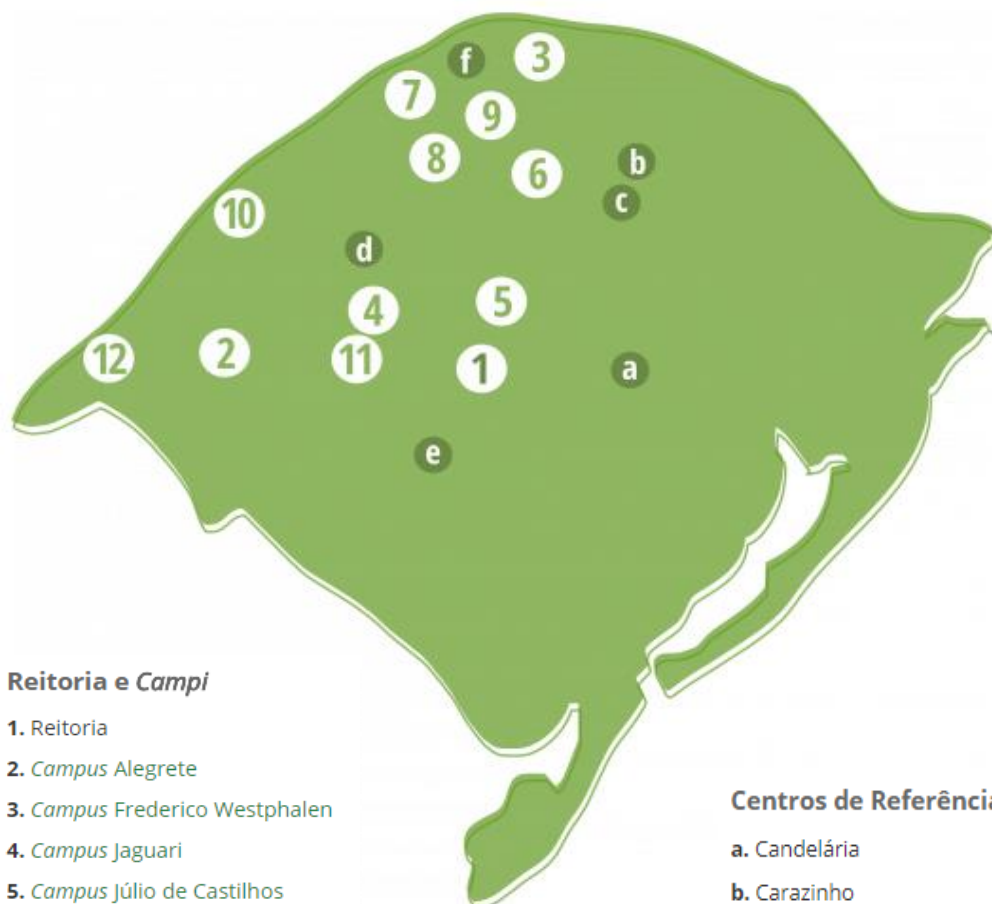 f
3
7
9
8
b
6
c
10
d
5
4
12
2
11
1
a
e
Reitoria e Campi
1. Reitoria
2. Campus Alegrete
3. Campus Frederico Westphalen
4. Campus Jaguari
5. Campus Júlio de Castilhos
Centros de Referência
a. Candelária
b. Carazinho